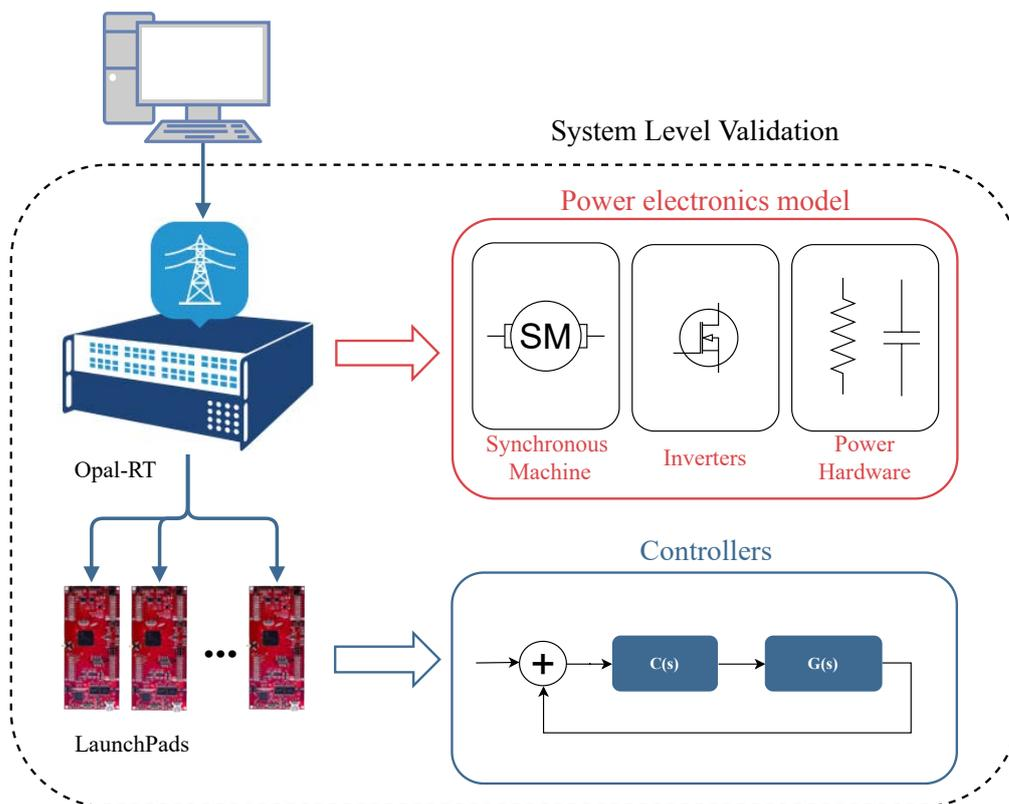 System Level Validation
Power electronics model
SM
Synchronous
Machine
Inverters
Power
Hardware
Opal-RT
Controllers
+
C(s)
G(s)
LaunchPads